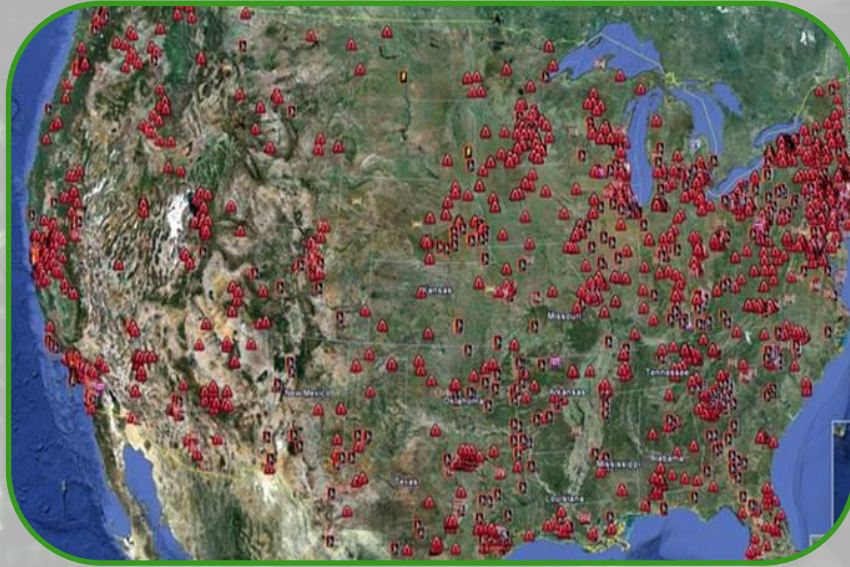 Kansas
Missouri
Tennessee
New Mexico
Oklahoma
Arkansas
Mississippi
Alabama
Texas
Louisiana